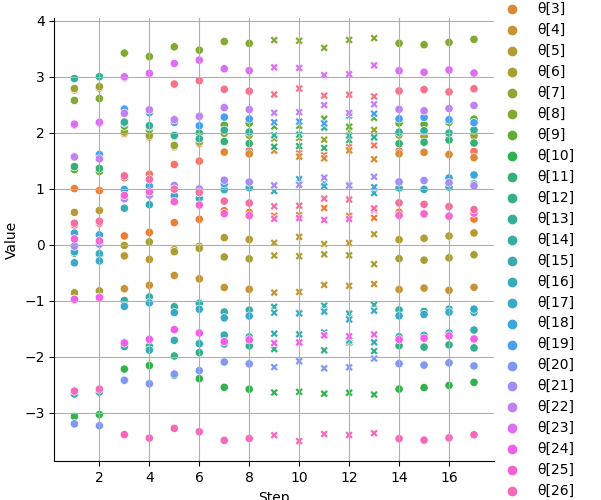 4
3
2
1
0
−1
−2
−3
Value
2
4
6
8
10
12
14
16
Step
θ[3]
θ[4]
θ[5]
θ[6]
θ[7]
θ[8]
θ[9]
θ[10]
θ[11]
θ[12]
θ[13]
θ[14]
θ[15]
θ[16]
θ[17]
θ[18]
θ[19]
θ[20]
θ[21]
θ[22]
θ[23]
θ[24]
θ[25]
θ[26]